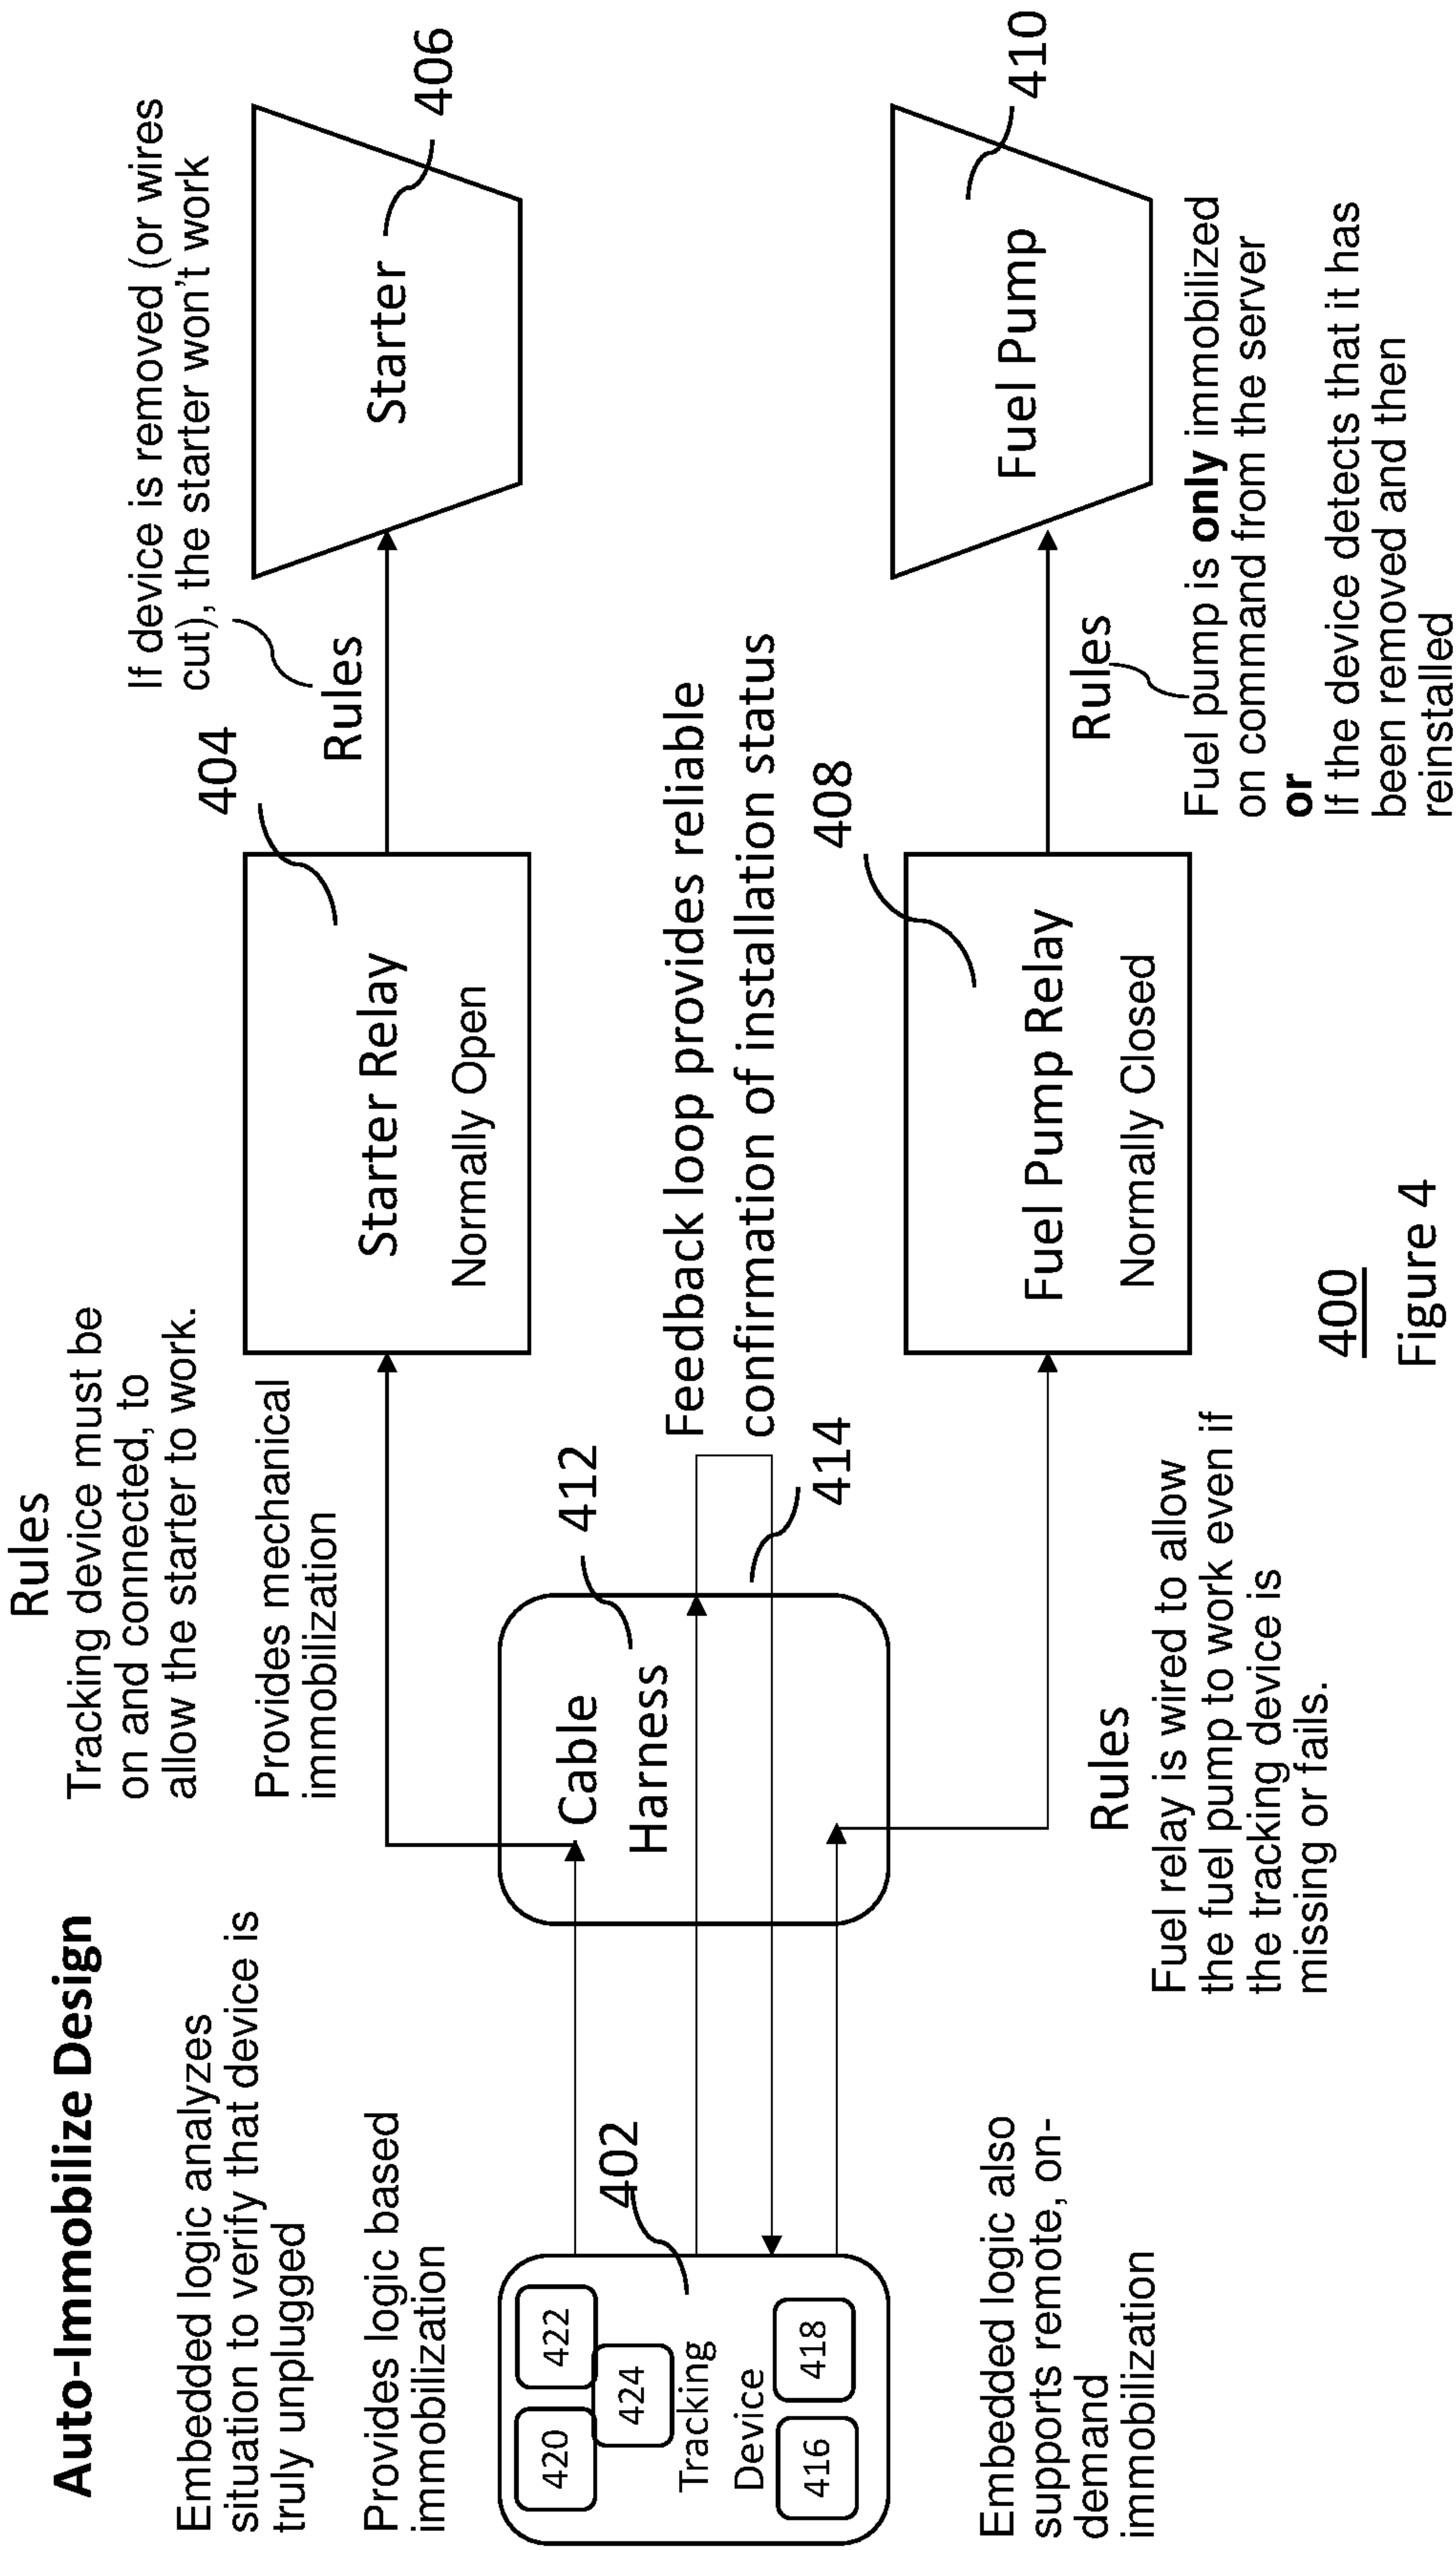 Auto-Immobilize Design
Embedded logic analyzes
situation to verify that device is
truly unplugged
Provides logic based
immobilization
Rules
Tracking device must be
on and connected, to
allow the starter to work.
Provides mechanical
immobilization
If device is removed (or wires
cut), the starter won't work
Rules
404
Starter Relay
Normally Open
406
Starter
402
420
422
424
Tracking
Device
416
418
Cable
Harness
412
414
Feedback loop provides reliable
confirmation of installation status
408
Fuel Pump Relay
Normally Closed
410
Fuel Pump
Rules
Fuel pump is only immobilized
on command from the server
or
If the device detects that it has
been removed and then
reinstalled
Embedded logic also
supports remote, on-
demand
immobilization
Rules
Fuel relay is wired to allow
the fuel pump to work even if
the tracking device is
missing or fails.
400
Figure 4